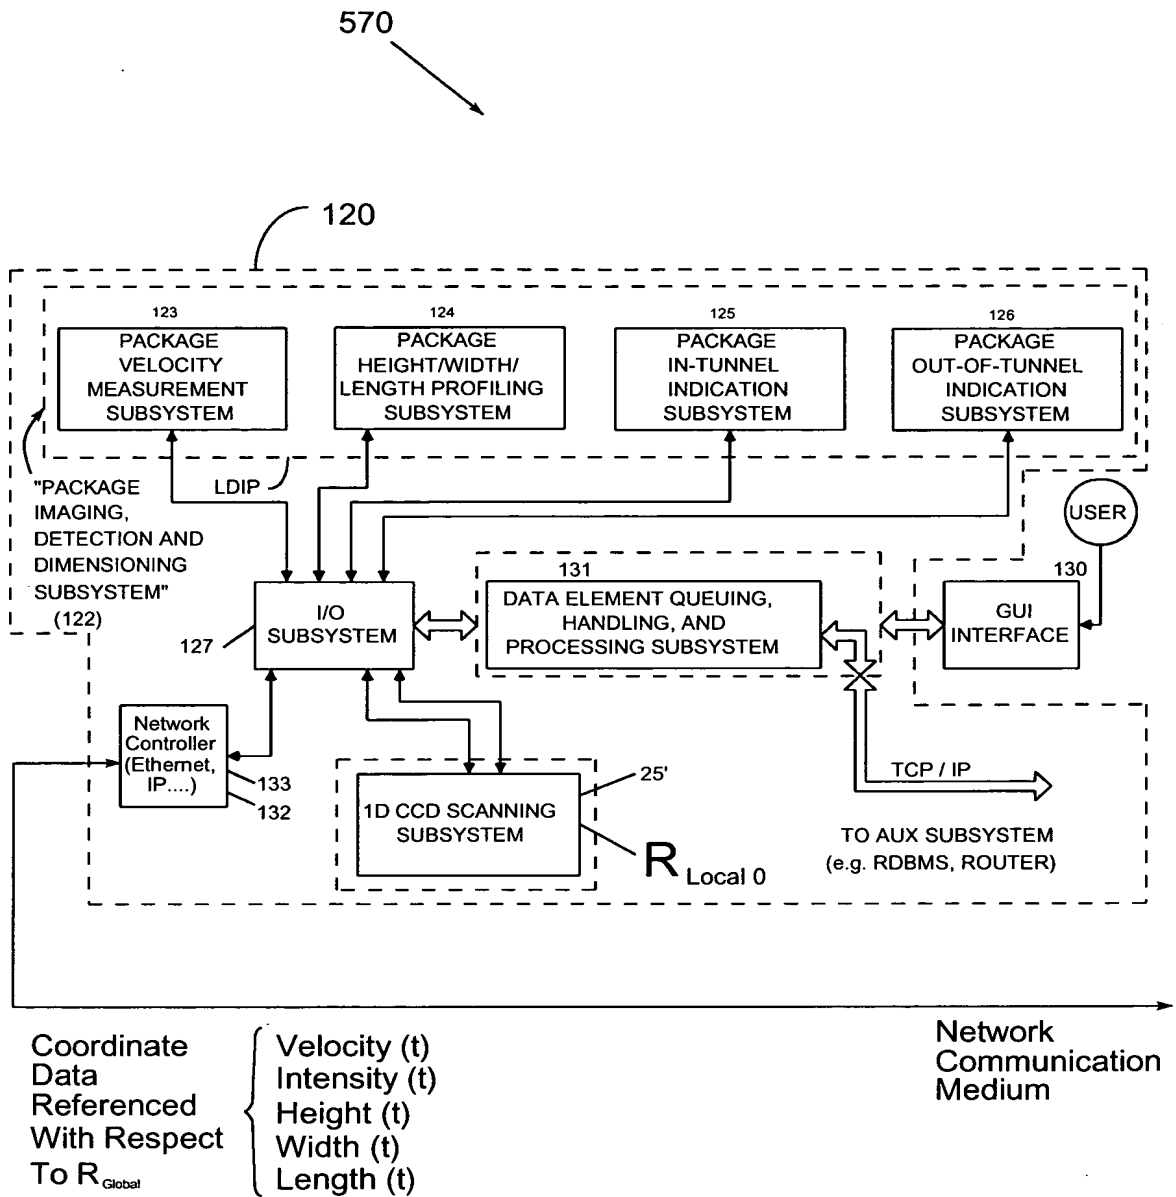 570
120
123
124
125
126
PACKAGE
VELOCITY
MEASUREMENT
SUBSYSTEM
PACKAGE
HEIGHT/WIDTH/
LENGTH PROFILING
SUBSYSTEM
PACKAGE
IN-TUNNEL
INDICATION
SUBSYSTEM
PACKAGE
OUT-OF-TUNNEL
INDICATION
SUBSYSTEM
LDIP
"PACKAGE
IMAGING,
DETECTION AND
DIMENSIONING
SUBSYSTEM"
(122)
USER
131
130
I/O
SUBSYSTEM
127
DATA ELEMENT QUEUING,
HANDLING, AND
PROCESSING SUBSYSTEM
GUI
INTERFACE
Network
Controller
(Ethernet,
IP....)
133
132
25'
1D CCD SCANNING
SUBSYSTEM
R Local 0
TCP / IP
TO AUX SUBSYSTEM
(e.g. RDBMS, ROUTER)
Coordinate
Data
Referenced
With Respect
To R Global
Velocity (t)
Intensity (t)
Height (t)
Width (t)
Length (t)
Network
Communication
Medium